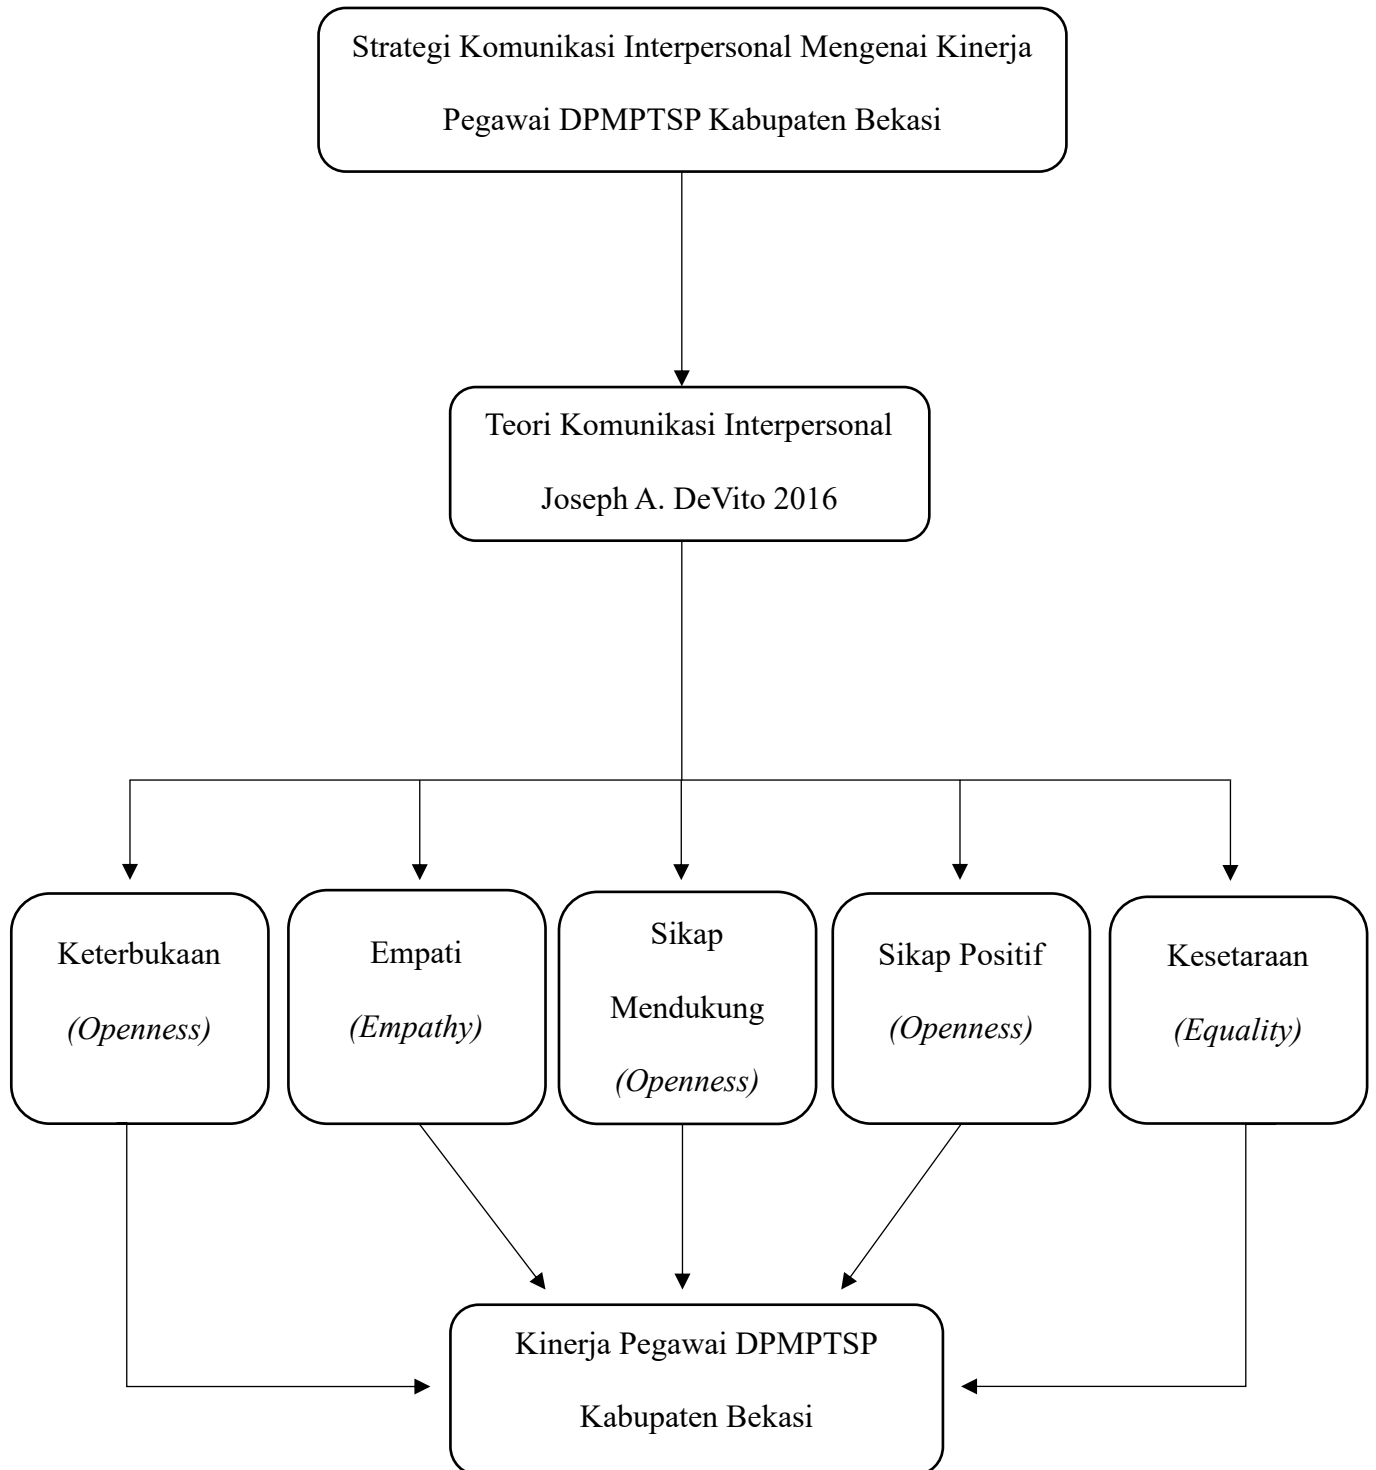 Strategi Komunikasi Interpersonal Mengenai Kinerja
Pegawai DPMPTSP Kabupaten Bekasi
Teori Komunikasi Interpersonal
Joseph A. DeVito 2016
Keterbukaan
(Openness)
Empati
(Empathy)
Sikap
Mendukung
(Openness)
Sikap Positif
(Openness)
Kesetaraan
(Equality)
Kinerja Pegawai DPMPTSP
Kabupaten Bekasi